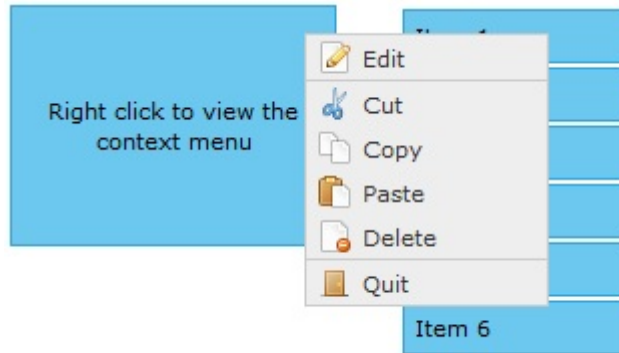 Right click to view the
context menu
Edit
Cut
Copy
Paste
Delete
Quit
Item 6